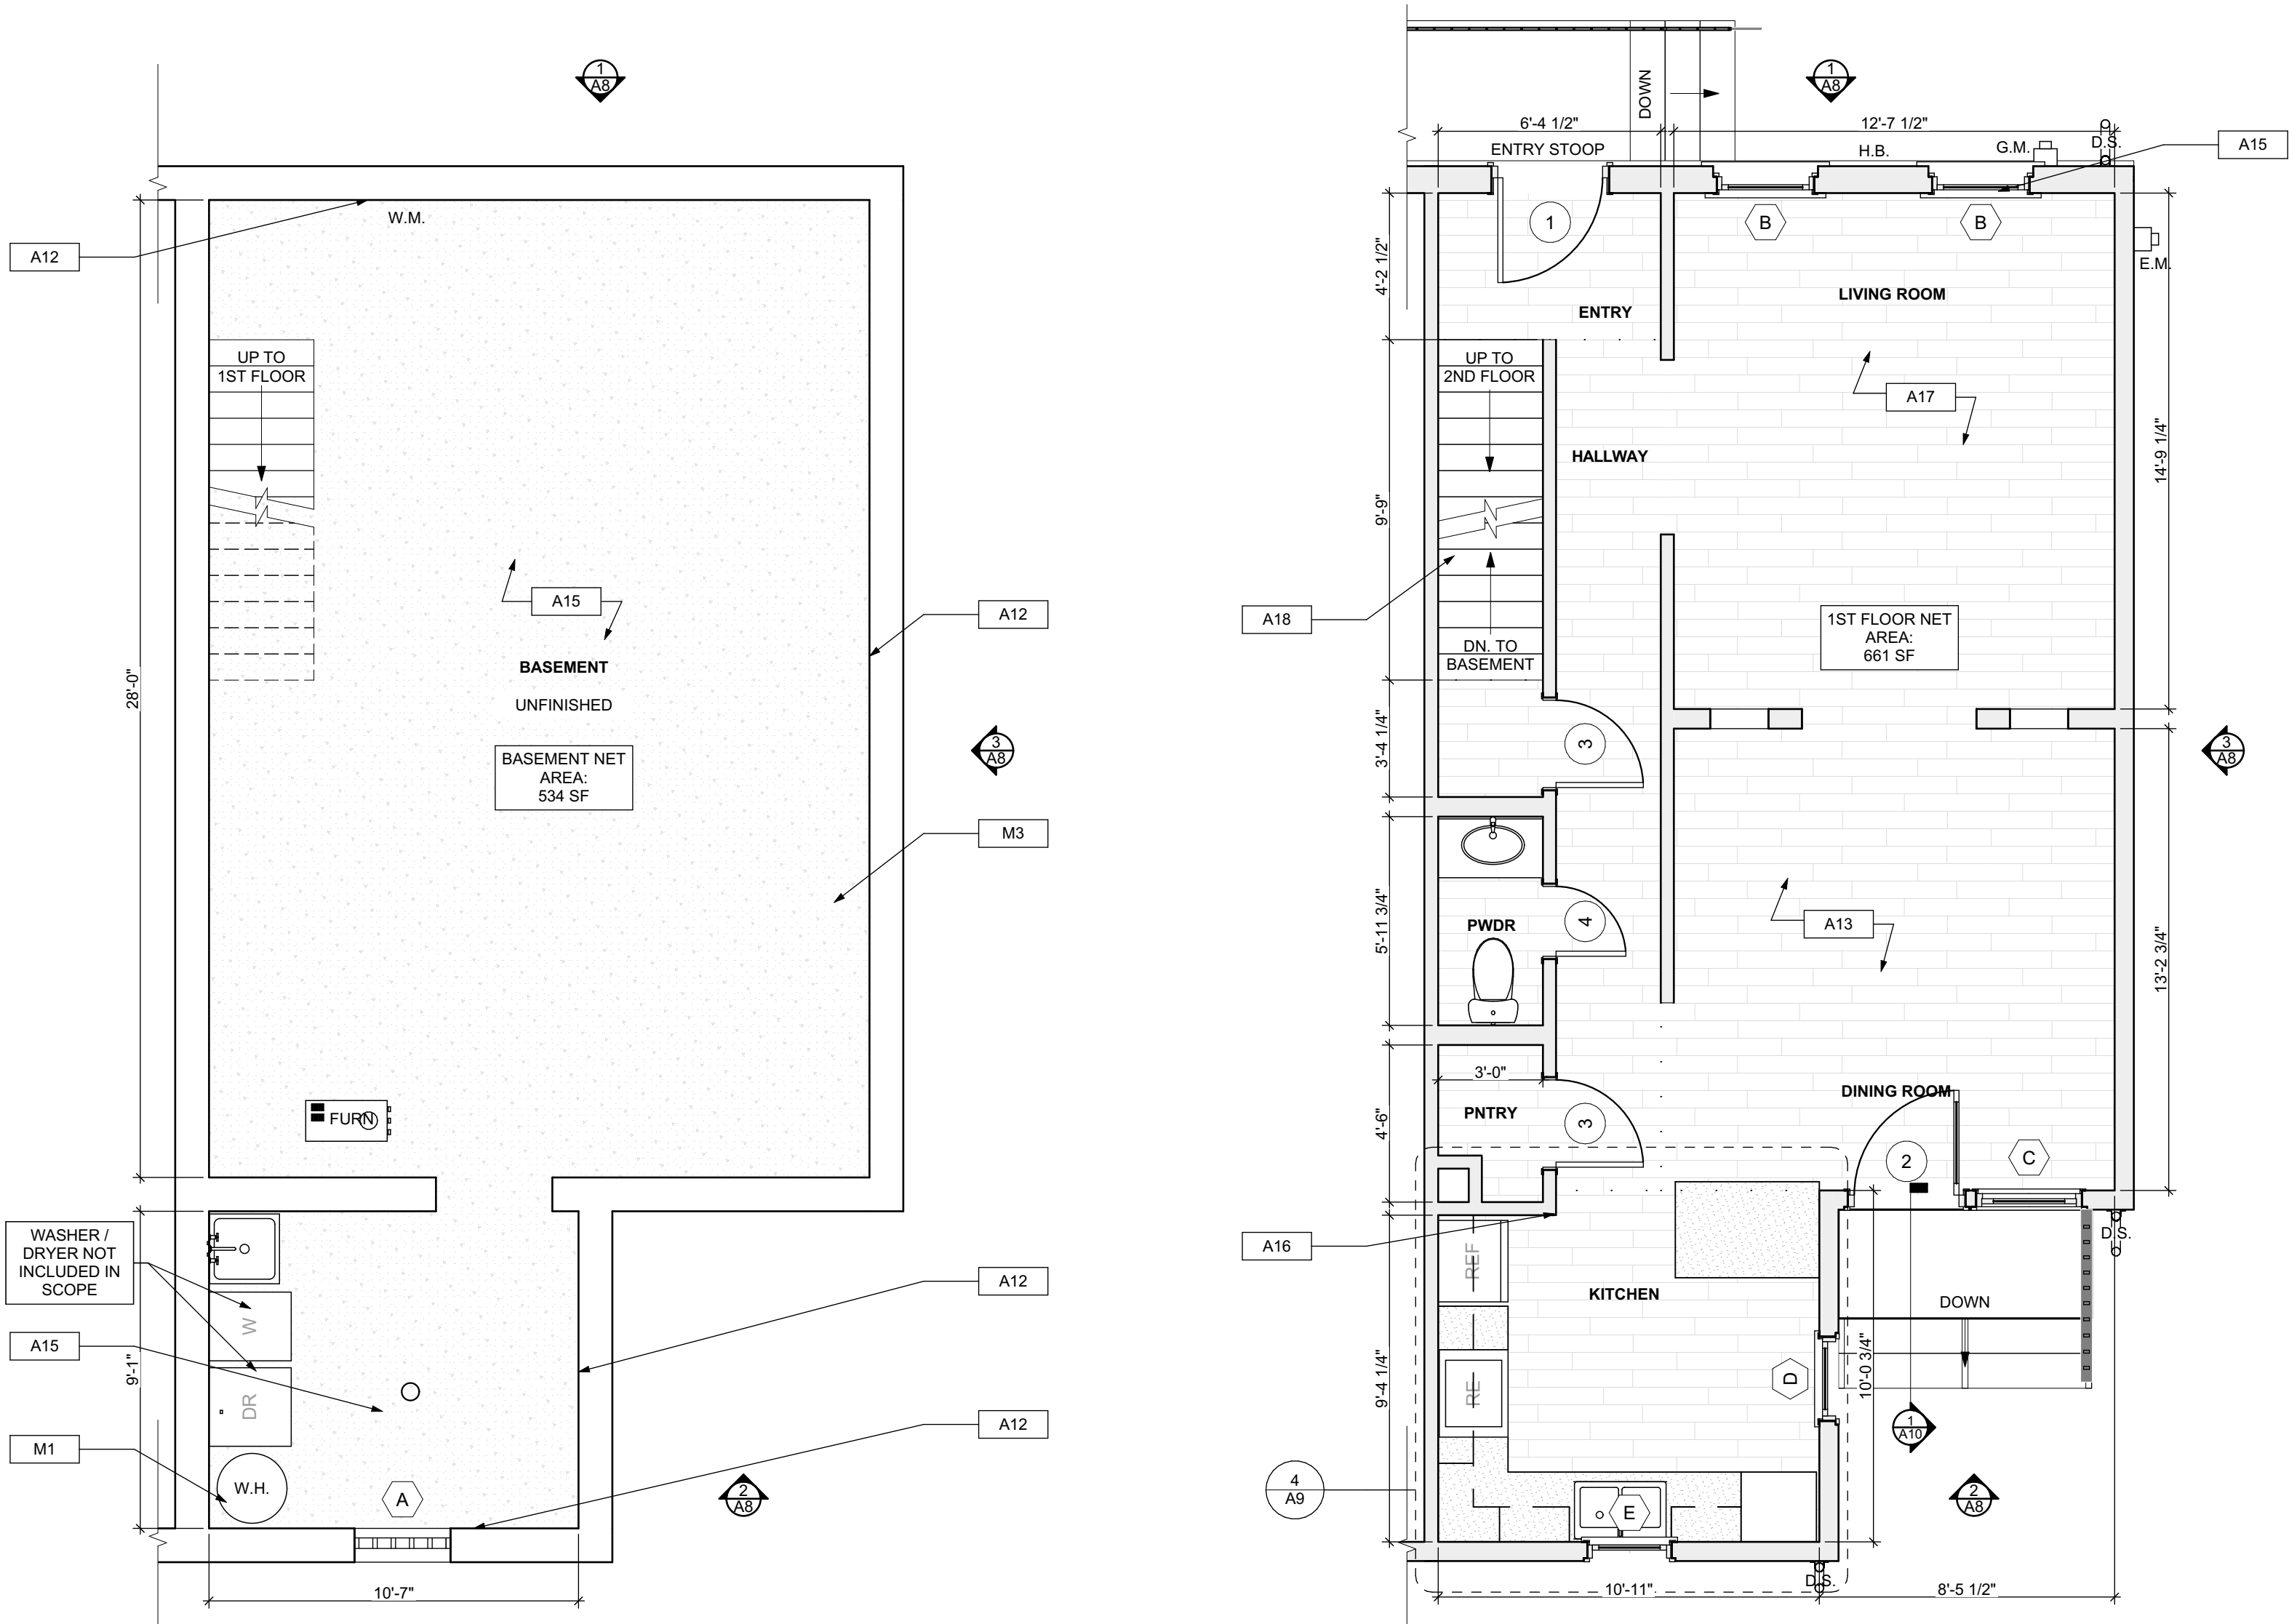 1
A8
W.M.
A12
UP TO
1ST FLOOR
A15
A12
BASEMENT
UNFINISHED
28'-0"
BASEMENT NET
AREA:
534 SF
3
A8
M3
FURN
WASHER /
DRYER NOT
INCLUDED IN
SCOPE
W
A12
A15
9'-1"
DR
M1
W.H.
A
A12
2
A8
10'-7"
DOWN
1
A8
6'-4 1/2"
12'-7 1/2"
ENTRY STOOP
H.B.
G.M.
D.S.
A15
1
B
B
4'-2 1/2"
E.M.
ENTRY
LIVING ROOM
UP TO
2ND FLOOR
A17
HALLWAY
14'-9 1/4"
9'-9"
A18
1ST FLOOR NET
AREA:
661 SF
DN. TO
BASEMENT
3'-4 1/4"
3
3
A8
5'-11 3/4"
PWDR
4
A13
13'-2 3/4"
3'-0"
DINING ROOM
4'-6"
PNTRY
3
2
C
A16
REF
D.S.
KITCHEN
DOWN
9'-4 1/4"
RE
D
10'-0 3/4"
1
A10
4
A9
E
2
A8
D.S.
10'-11"
8'-5 1/2"